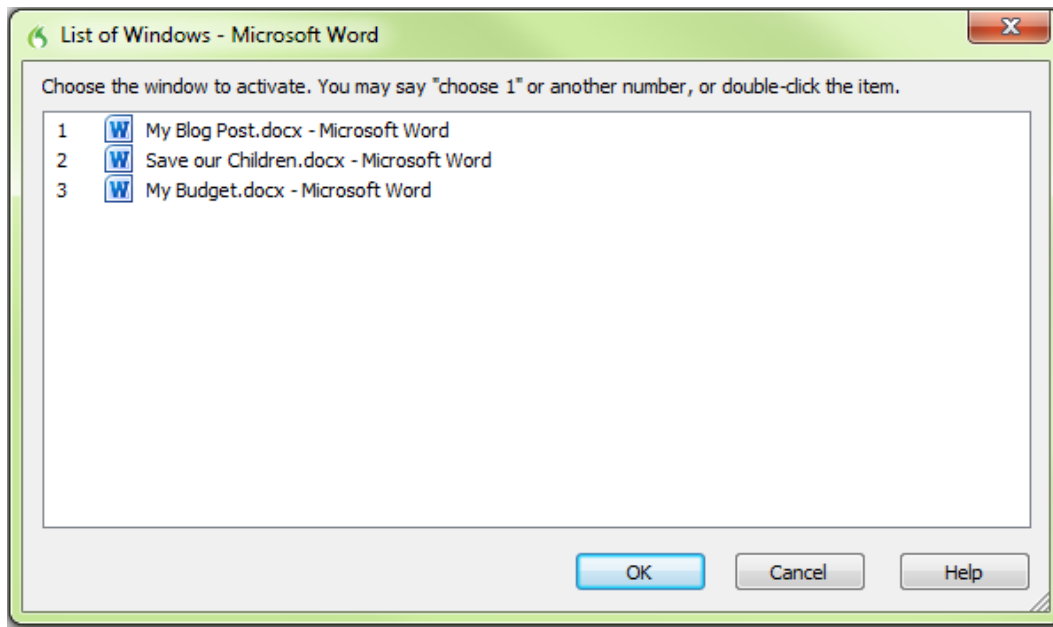 List of Windows - Microsoft Word
Choose the window to activate. You may say "choose 1" or another number, or double-click the item.
1 My Blog Post.docx - Microsoft Word
2 Save our Children.docx - Microsoft Word
3 My Budget.docx - Microsoft Word
OK Cancel Help